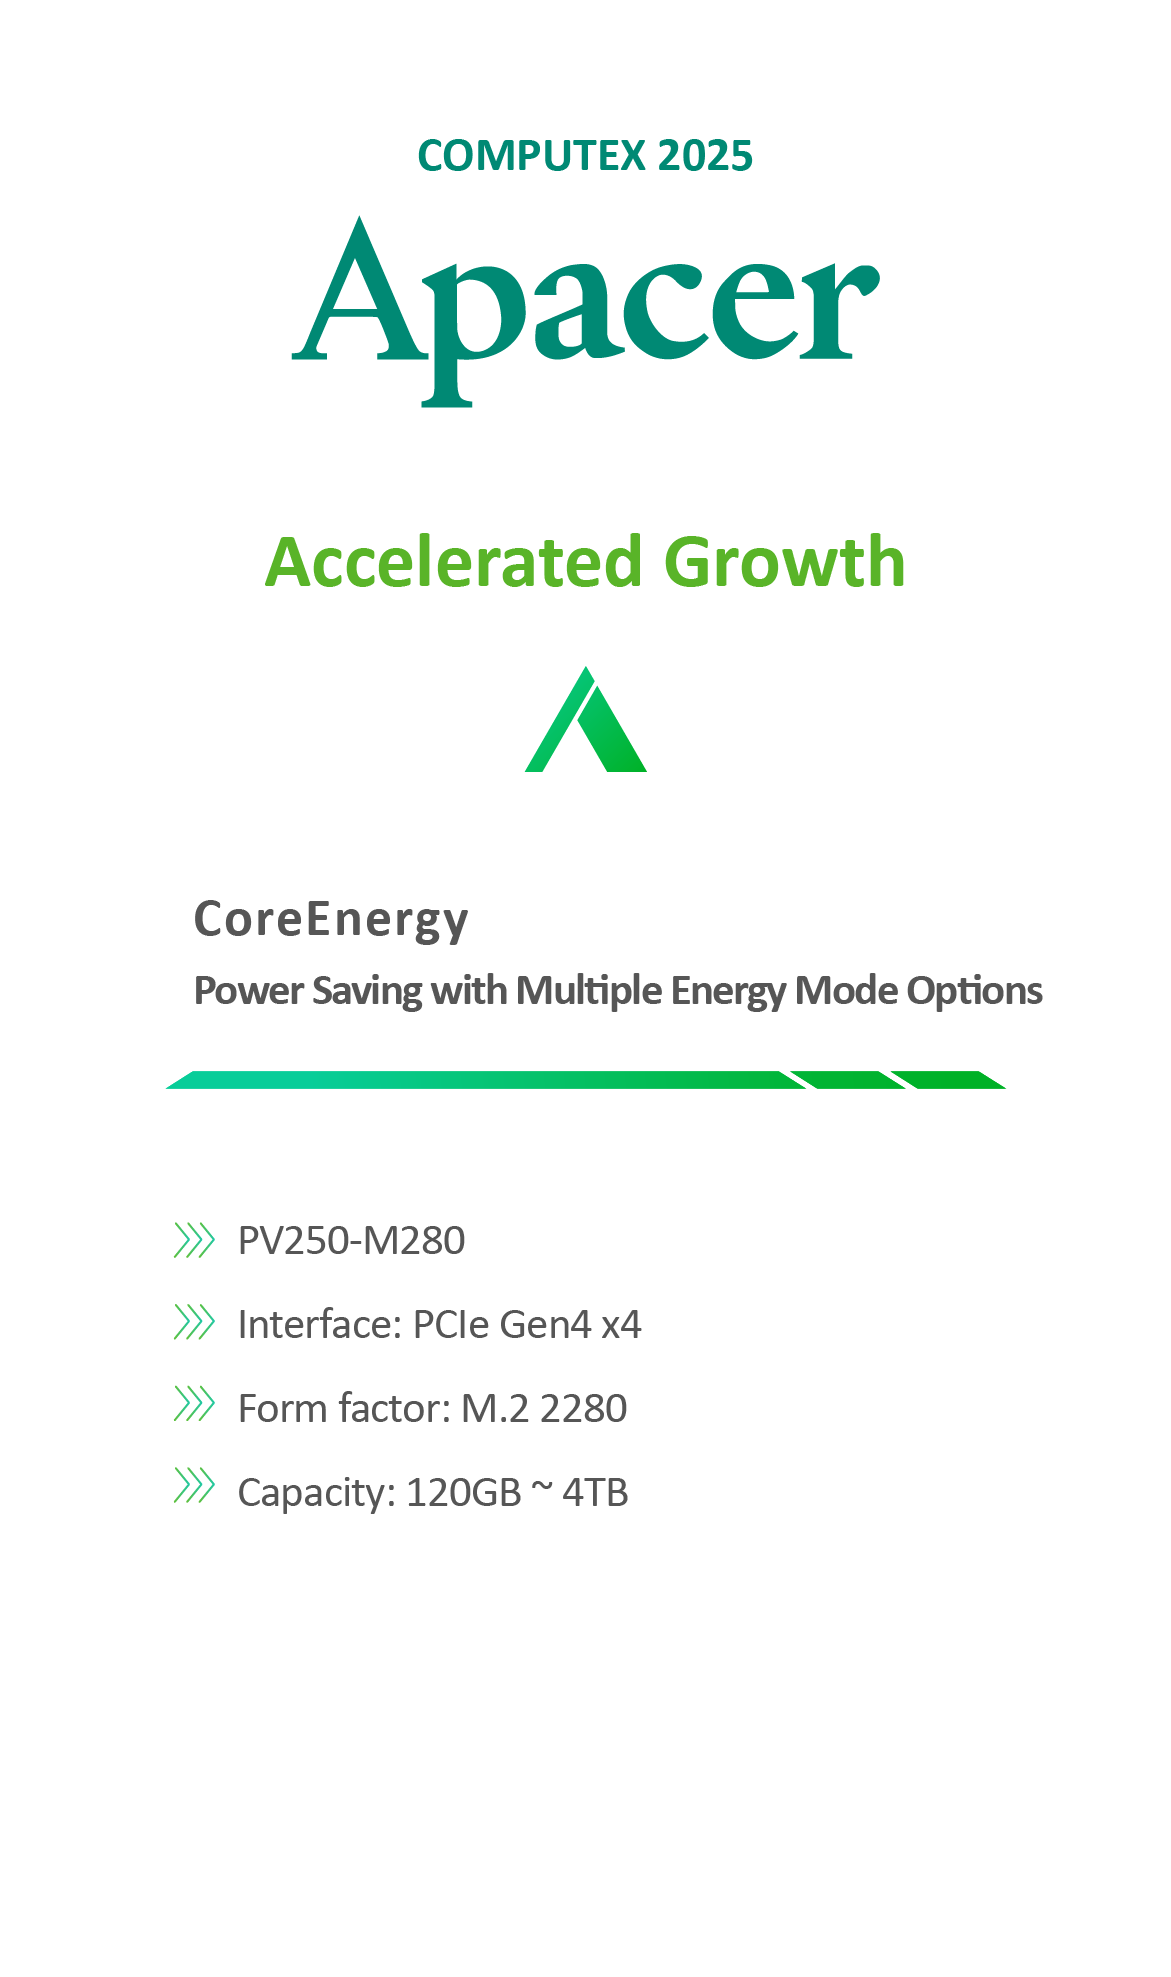 COMPUTEX 2025
Apacer
Accelerated Growth
CoreEnergy
Power Saving with Multiple Energy Mode Options
PV250-M280
Interface: PCIe Gen4 x4
Form factor: M.2 2280
Capacity: 120GB ~ 4TB